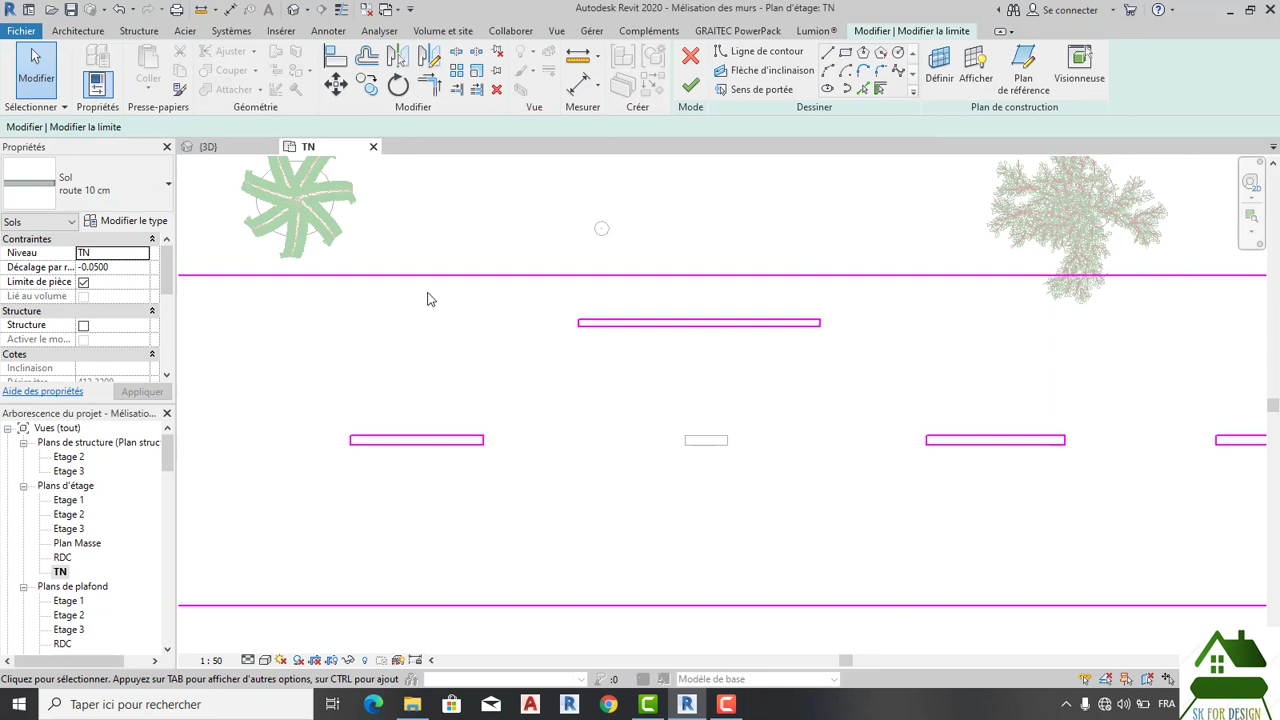 Autodesk Revit 2020 - Mélisation des murs - Plan d'étage: TN
Se connecter
Fichier Architecture Structure Acier Systèmes Insérer Annoter Analyser Volume et site Collaborer Vue Gérer Compléments GRAITEC PowerPack Lumion® Modifier | Modifier la limite
Modifier
Coller
Ajuster
Couper
Attacher
Ligne de contour
Flèche d'inclinaison
Sens de portée
Définir
Afficher
Plan de référence
Visionneuse
Sélectionner Propriétés Presse-papiers Géométrie Modifier Vue Mesurer Créer Mode Dessiner Plan de construction
Modifier | Modifier la limite
Propriétés
{3D}
TN
Sol
route 10 cm
Sols
Modifier le type
Contraintes
Niveau TN
Décalage par r... -0.0500
Limite de pièce
Lié au volume
Structure
Structure
Activer le mo...
Cotes
Inclinaison
Aide des propriétés
Appliquer
Arborescence du projet - Mélisatio...
Vues (tout)
Plans de structure (Plan struc
Etage 2
Etage 3
Plans d'étage
Etage 1
Etage 2
Etage 3
Plan Masse
RDC
TN
Plans de plafond
Etage 1
Etage 2
Etage 3
RDC
1 : 50
Cliquez pour sélectionner. Appuyez sur TAB pour afficher d'autres options, sur CTRL pour ajout
:0
Modèle de base
Taper ici pour rechercher
FRA
SK FOR DESIGN